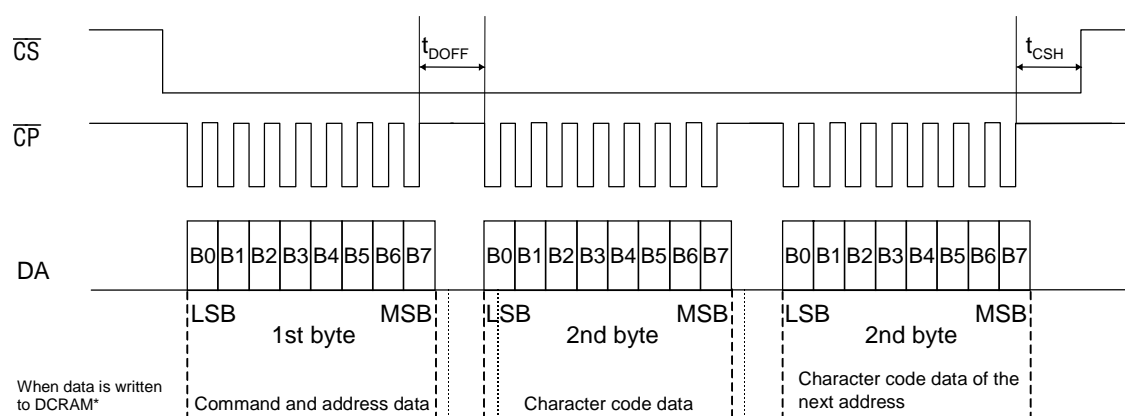 CS
tDOFF
tCSH
CP
DA
B0 B1 B2 B3 B4 B5 B6 B7
B0 B1 B2 B3 B4 B5 B6 B7
B0 B1 B2 B3 B4 B5 B6 B7
LSB
MSB
LSB
MSB
LSB
MSB
1st byte
2nd byte
2nd byte
When data is written
to DCRAM*
Command and address data
Character code data
Character code data of the
next address